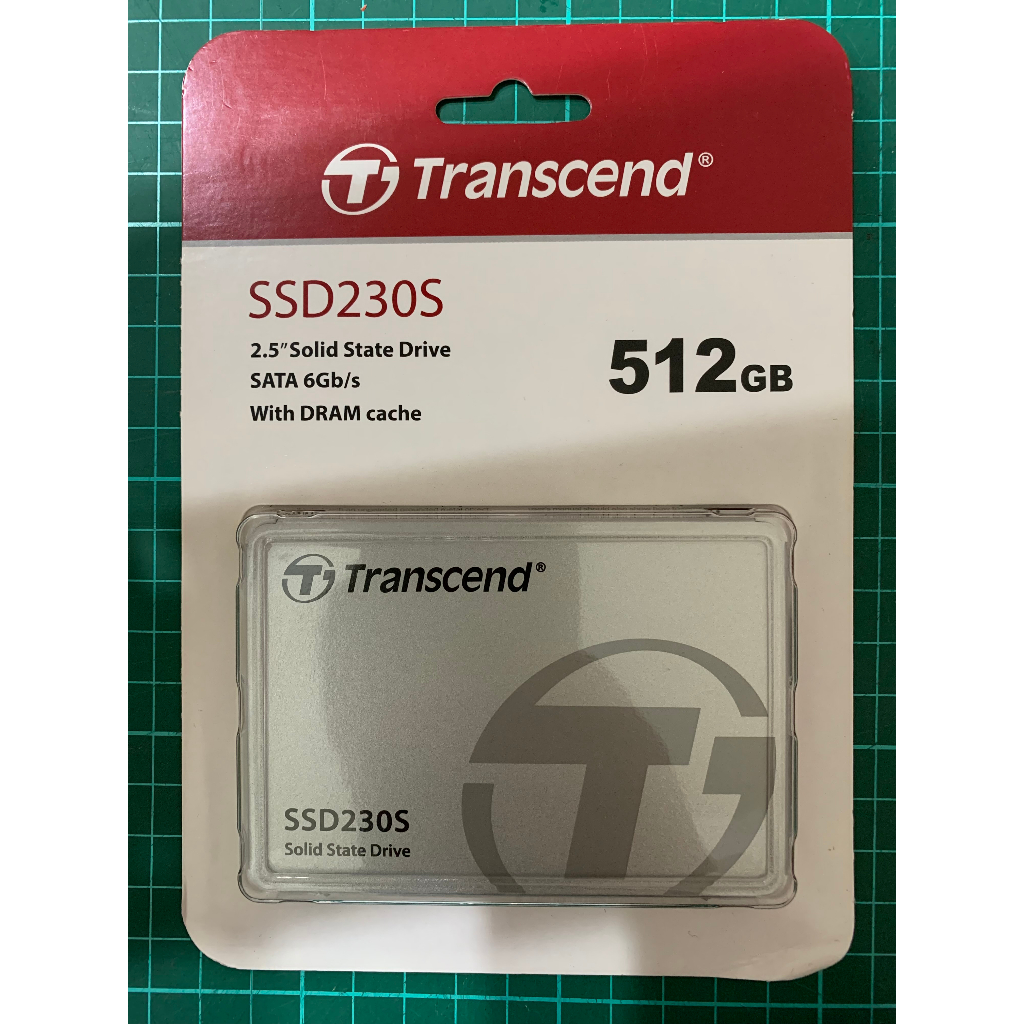 Transcend®
SSD230S
2.5" Solid State Drive
SATA 6Gb/s
With DRAM cache
512GB
Transcend®
SSD230S
Solid State Drive